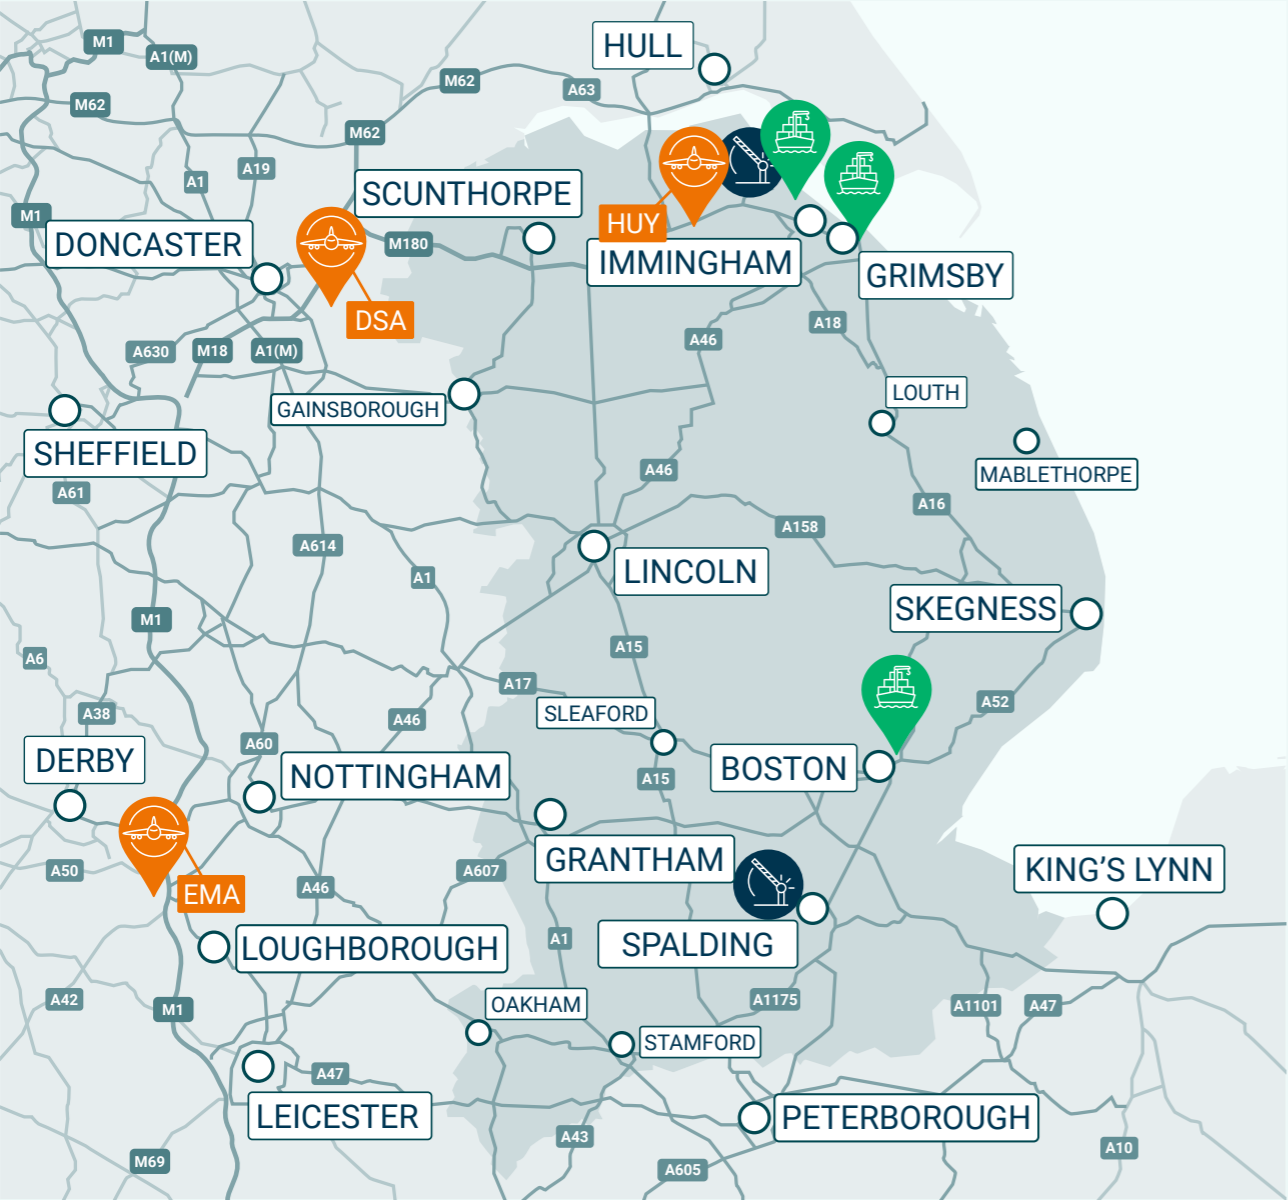 HULL
M1
A1(M)
M62
A63
M62
M62
A19
A1
SCUNTHORPE
M1
HUY
DONCASTER
M180
IMMINGHAM
GRIMSBY
DSA
A18
A46
A630
M18
A1(M)
LOUTH
GAINSBOROUGH
SHEFFIELD
A46
MABLETHORPE
A61
A16
A158
A614
LINCOLN
A1
SKEGNESS
M1
A15
A6
A17
A52
A38
SLEAFORD
A46
A60
DERBY
NOTTINGHAM
BOSTON
A15
GRANTHAM
A50
A607
KING'S LYNN
EMA
A46
A1
SPALDING
LOUGHBOROUGH
A42
OAKHAM
A1175
A1101
A47
M1
STAMFORD
A47
LEICESTER
PETERBOROUGH
A43
A10
M69
A605